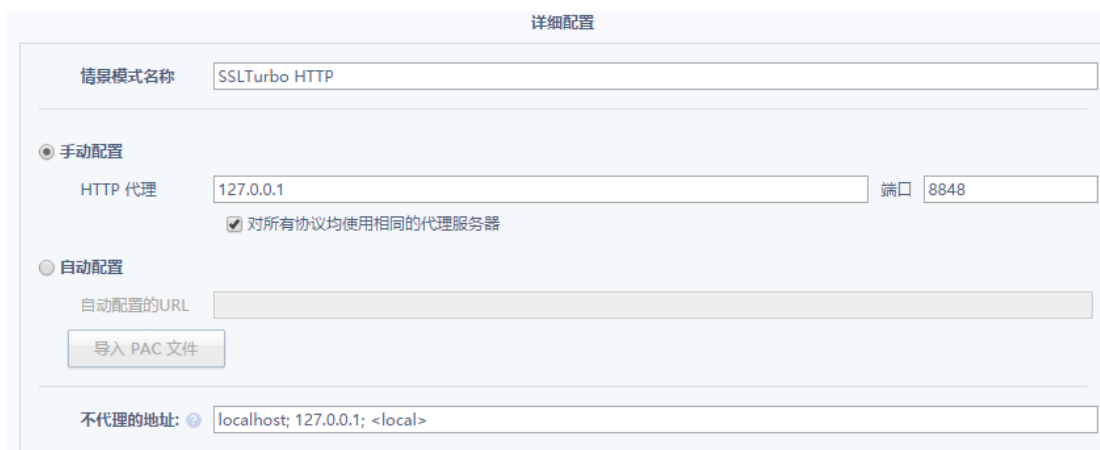 详细配置
情景模式名称 SSLTurbo HTTP
手动配置
HTTP 代理 127.0.0.1 端口 8848
对所有协议均使用相同的代理服务器
自动配置
自动配置的URL
导入 PAC 文件
不代理的地址: ? localhost; 127.0.0.1; <local>